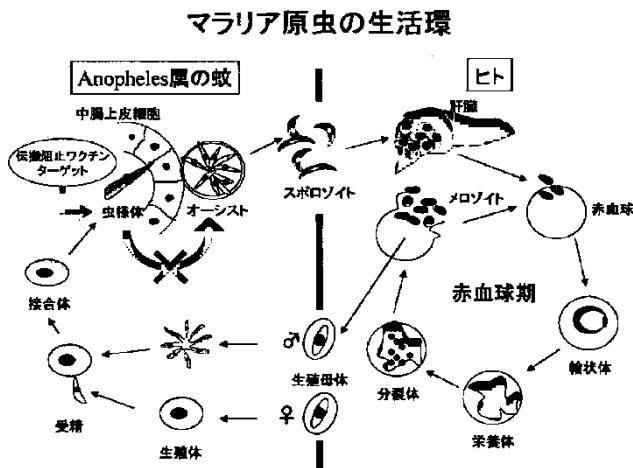 マラリア原虫の生活環
Anopheles属の蚊
ヒト
中腸上皮細胞
肝臓
伝搬阻止ワクチン
ターゲット
虫様体
オーシスト
スポロゾイト
メロゾイト
赤血球
接合体
赤血球期
輪状体
♂
生殖母体
分裂体
♀
受精
生殖体
栄養体